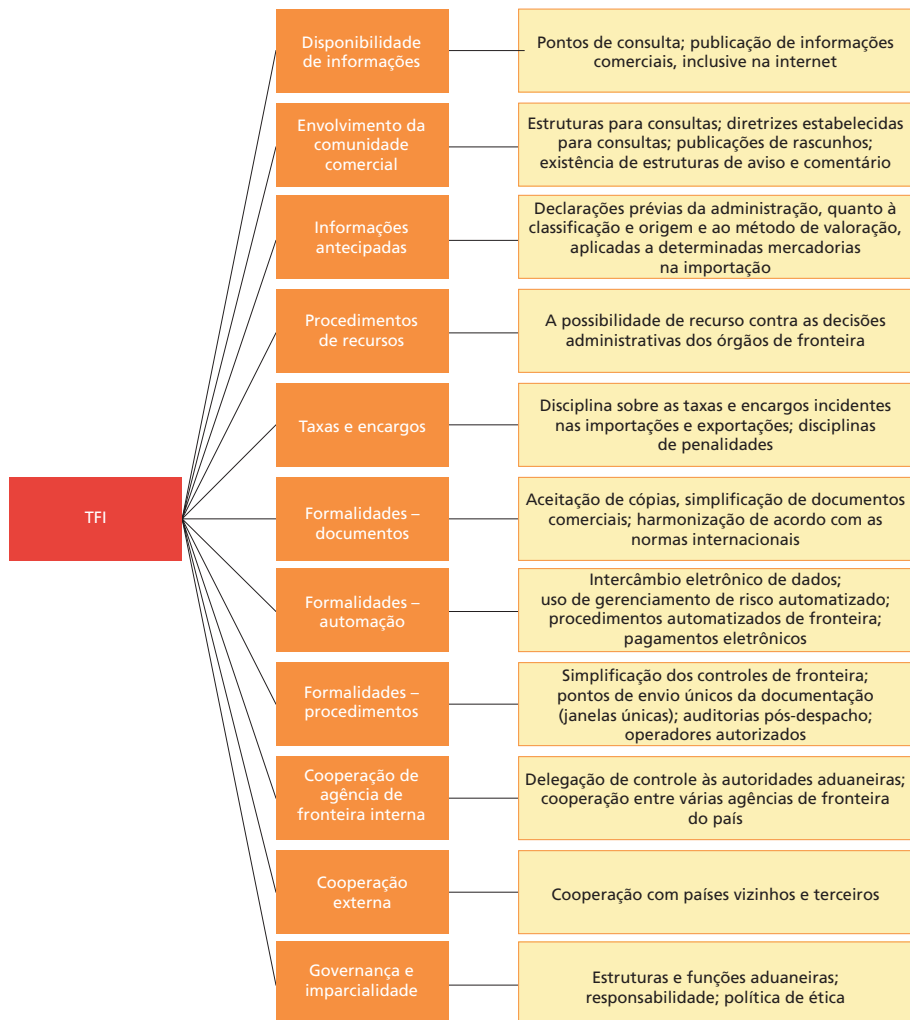 Disponibilidade
de informações
Pontos de consulta; publicação de informações
comerciais, inclusive na internet
Envolvimento da
comunidade
comercial
Estruturas para consultas; diretrizes estabelecidas
para consultas; publicações de rascunhos;
existência de estruturas de aviso e comentário
Informações
antecipadas
Declarações prévias da administração, quanto à
classificação e origem e ao método de valoração,
aplicadas a determinadas mercadorias
na importação
Procedimentos
de recursos
A possibilidade de recurso contra as decisões
administrativas dos órgãos de fronteira
Taxas e encargos
Disciplina sobre as taxas e encargos incidentes
nas importações e exportações; disciplinas
de penalidades
TFI
Formalidades –
documentos
Aceitação de cópias, simplificação de documentos
comerciais; harmonização de acordo com as
normas internacionais
Formalidades –
automação
Intercâmbio eletrônico de dados;
uso de gerenciamento de risco automatizado;
procedimentos automatizados de fronteira;
pagamentos eletrônicos
Formalidades –
procedimentos
Simplificação dos controles de fronteira;
pontos de envio únicos da documentação
(janelas únicas); auditorias pós-despacho;
operadores autorizados
Cooperação de
agência de
fronteira interna
Delegação de controle às autoridades aduaneiras;
cooperação entre várias agências de fronteira
do país
Cooperação
externa
Cooperação com países vizinhos e terceiros
Governança e
imparcialidade
Estruturas e funções aduaneiras;
responsabilidade; política de ética